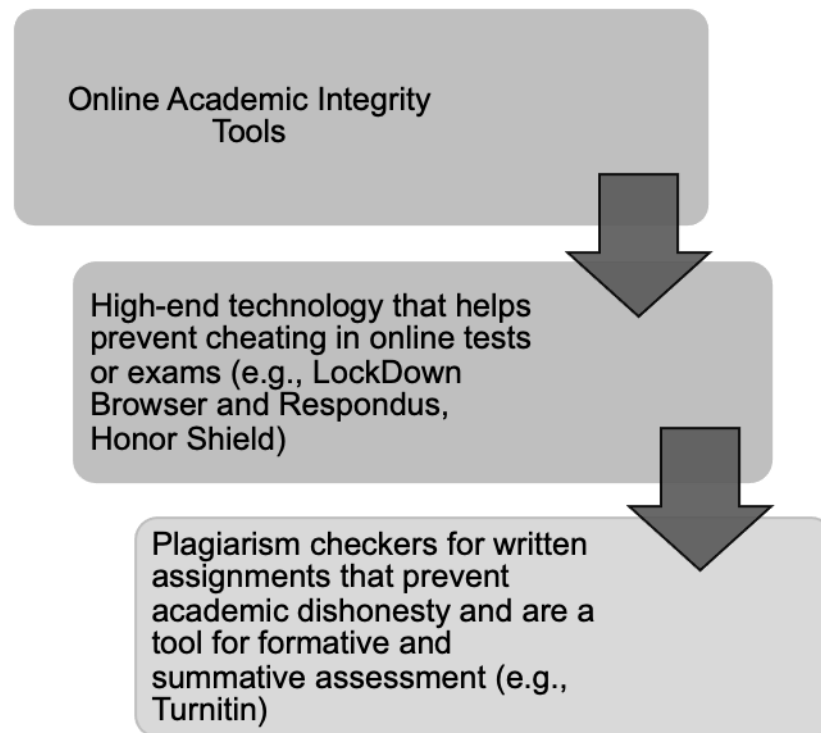 Online Academic Integrity
Tools
High-end technology that helps
prevent cheating in online tests
or exams (e.g., LockDown
Browser and Respondus,
Honor Shield)
Plagiarism checkers for written
assignments that prevent
academic dishonesty and are a
tool for formative and
summative assessment (e.g.,
Turnitin)